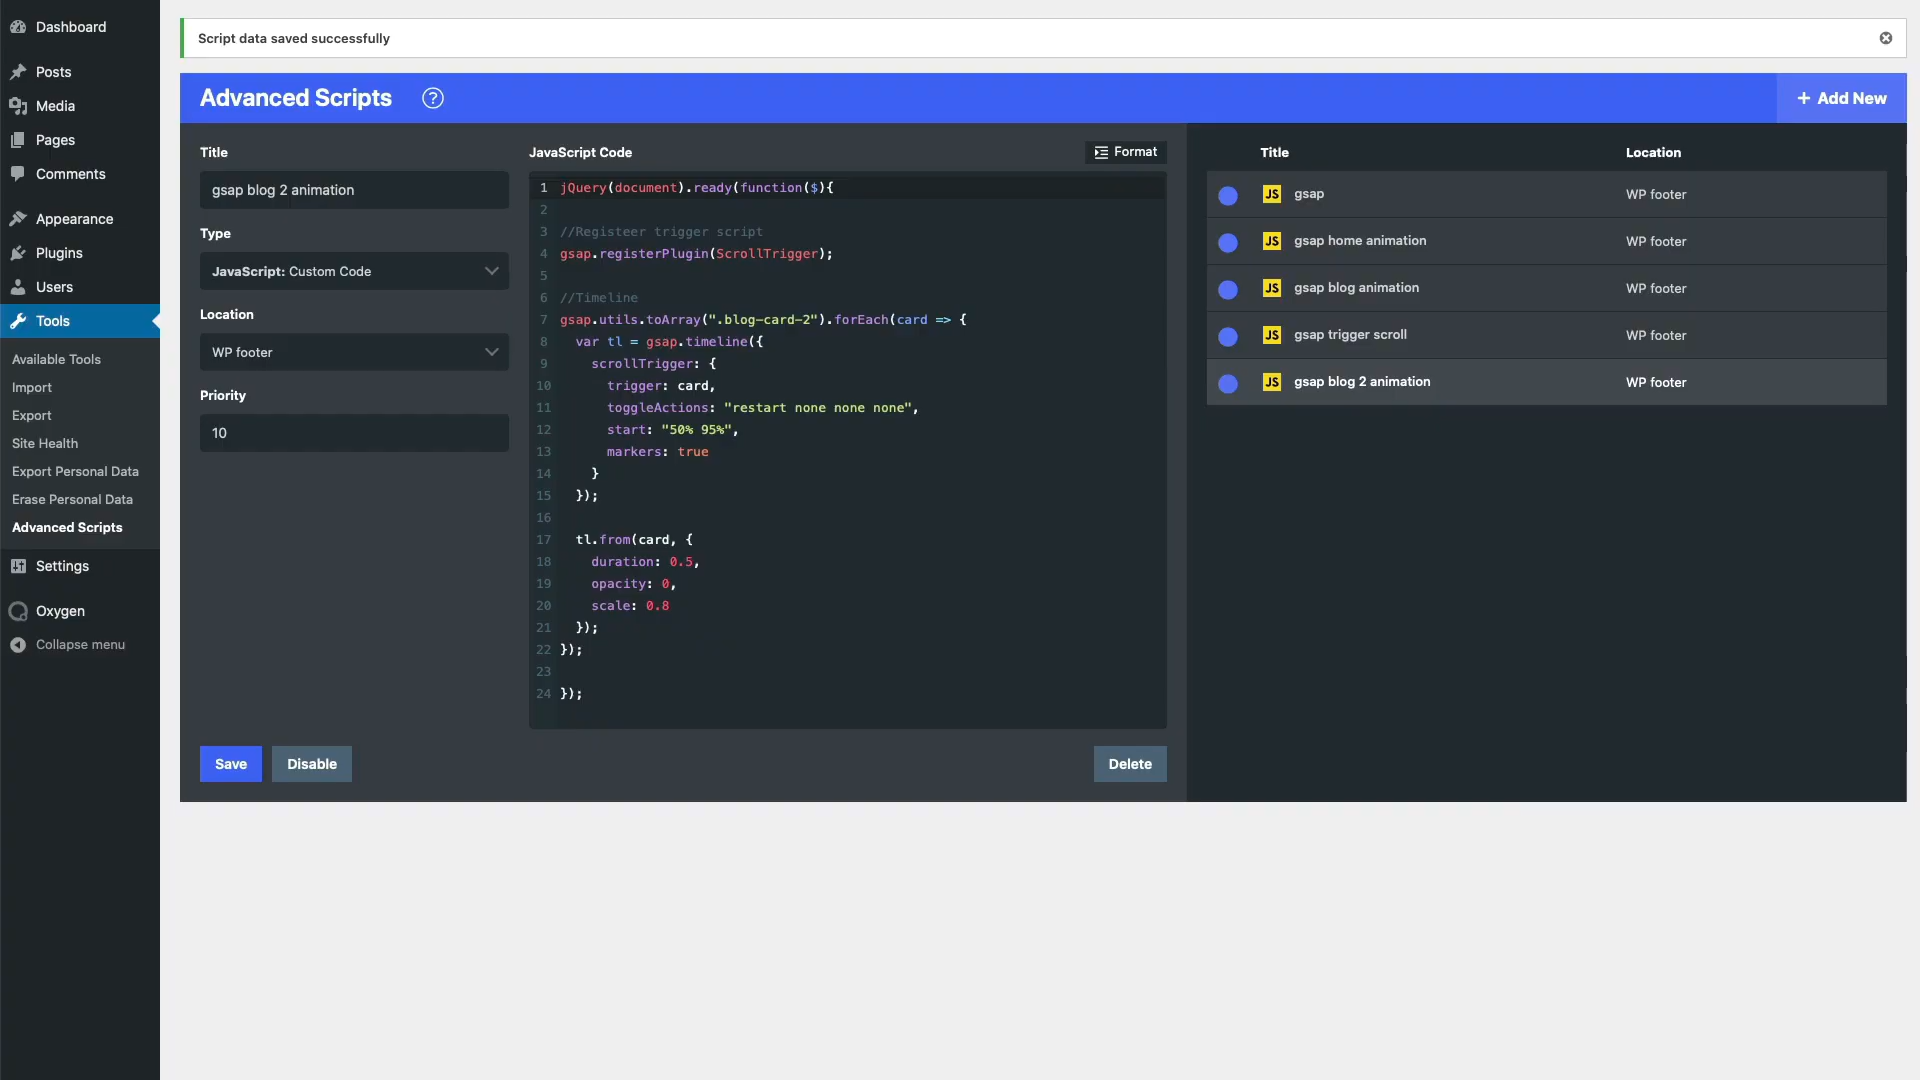 Dashboard
Posts
Media
Pages
Comments
Appearance
Plugins
Users
Tools
Available Tools
Import
Export
Site Health
Export Personal Data
Erase Personal Data
Advanced Scripts
Settings
Oxygen
Collapse menu
Script data saved successfully
Advanced Scripts ?
+ Add New
Title
gsap blog 2 animation
Type
JavaScript: Custom Code
Location
WP footer
Priority
10
JavaScript Code
Format
1 jQuery(document).ready(function($){
2
3 //Registeer trigger script
4 gsap.registerPlugin(ScrollTrigger);
5
6 //Timeline
7 gsap.utils.toArray(".blog-card-2").forEach(card => {
8 var tl = gsap.timeline({
9 scrollTrigger: {
10 trigger: card,
11 toggleActions: "restart none none none",
12 start: "50% 95%",
13 markers: true
14 }
15 });
16
17 tl.from(card, {
18 duration: 0.5,
19 opacity: 0,
20 scale: 0.8
21 });
22 });
23
24 });
Save
Disable
Delete
Title Location
JS gsap WP footer
JS gsap home animation WP footer
JS gsap blog animation WP footer
JS gsap trigger scroll WP footer
JS gsap blog 2 animation WP footer